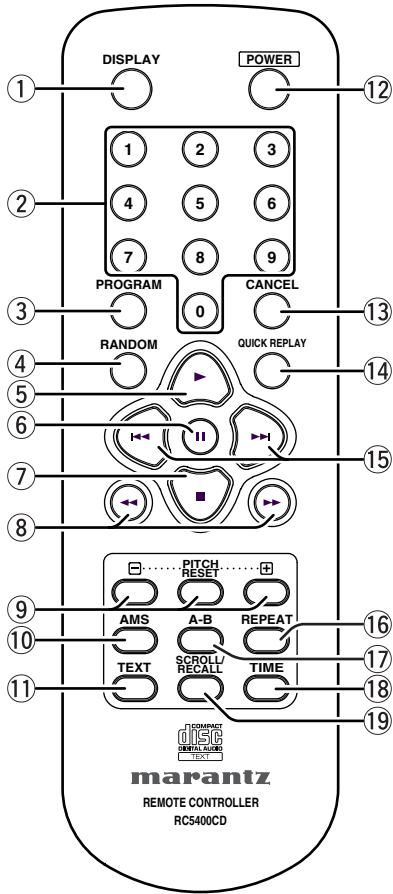 DISPLAY POWER
① ⑫
1 2 3
② 4 5 6
7 8 9
PROGRAM CANCEL
③ 0 ⑬
RANDOM QUICK REPLAY
④ ⑭
⑤
⑥
⑮
⑦
⑧
PITCH
RESET
⑨
AMS A-B REPEAT
⑩ ⑯
⑰
TEXT SCROLL/
RECALL TIME
⑪ ⑱
⑲
COMPACT
disc
DIGITAL AUDIO
TEXT
marantz
REMOTE CONTROLLER
RC5400CD